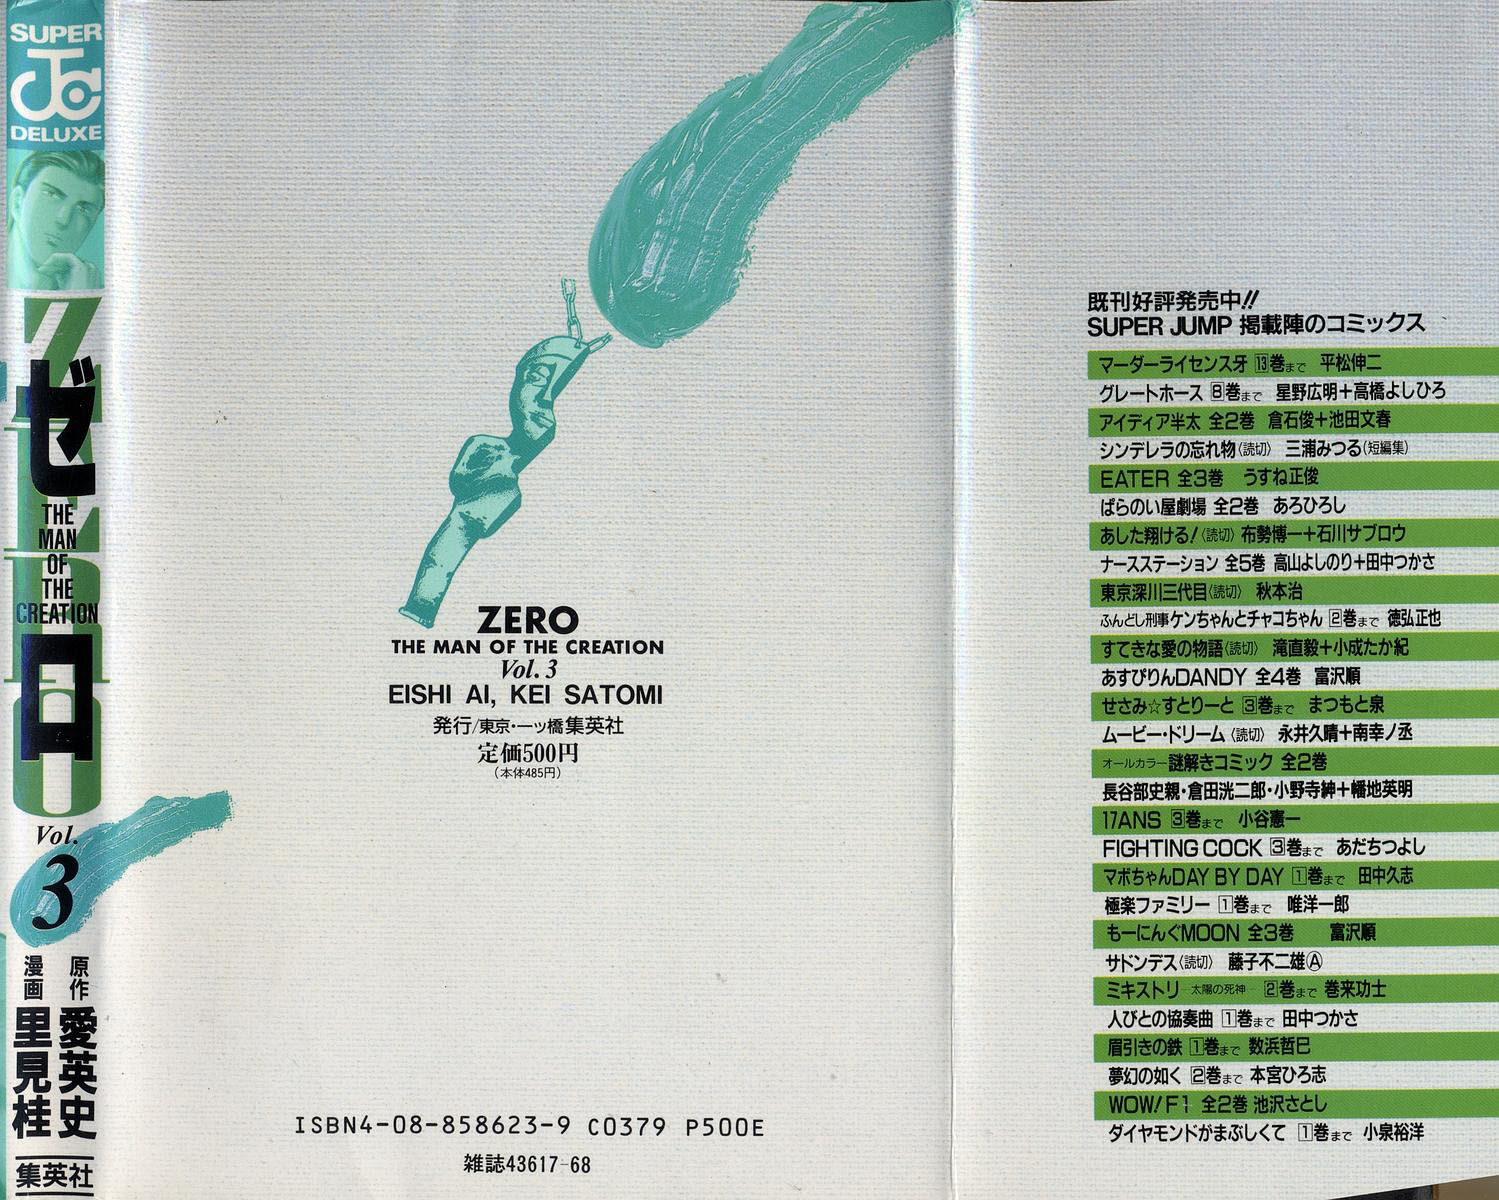 SUPER
JC
DELUXE
ZERO
ゼロ
THE
MAN
OF
THE
CREATION
Vol.
3
原作 愛英史
漫画 里見桂
集英社
ZERO
THE MAN OF THE CREATION
Vol. 3
EISHI AI, KEI SATOMI
発行/東京・一ッ橋集英社
定価500円
(本体485円)
ISBN4-08-858623-9 C0379 P500E
雑誌43617-68
既刊好評発売中!!
SUPER JUMP 掲載陣のコミックス
マーダーライセンス牙 13巻まで 平松伸二
グレートホース 6巻まで 星野広明+高橋よしひろ
アイディア半太 全2巻 倉石俊+池田文春
シンデレラの忘れ物〈読切〉 三浦みつる(短編集)
EATER 全3巻 うすね正俊
ぱらのい屋劇場 全2巻 あろひろし
あした翔ける!〈読切〉 布勢博一+石川サブロウ
ナースステーション 全5巻 高山よしのり+田中つかさ
東京深川三代目〈読切〉 秋本治
ふんどし刑事ケンちゃんとチャコちゃん 2巻まで 徳弘正也
すてきな愛の物語〈読切〉 滝直毅+小成たか紀
あすぴりんDANDY 全4巻 富沢順
せさみ☆すとりーと 3巻まで まつもと泉
ムービー・ドリーム〈読切〉 永井久晴+南幸ノ丞
オールカラー謎解きコミック 全2巻
長谷部史親・倉田洸二郎・小野寺紳+幡地英明
17ANS 3巻まで 小谷憲一
FIGHTING COCK 3巻まで あだちつよし
マボちゃんDAY BY DAY 1巻まで 田中久志
極楽ファミリー 1巻まで 唯洋一郎
もーにんぐMOON 全3巻 富沢順
サドンデス〈読切〉 藤子不二雄Ⓐ
ミキストリ－太陽の死神－ 2巻まで 巻来功士
人びとの協奏曲 1巻まで 田中つかさ
眉引きの鉄 1巻まで 数浜哲巳
夢幻の如く 2巻まで 本宮ひろ志
WOW!F1 全2巻 池沢さとし
ダイヤモンドがまぶしくて 1巻まで 小泉裕洋